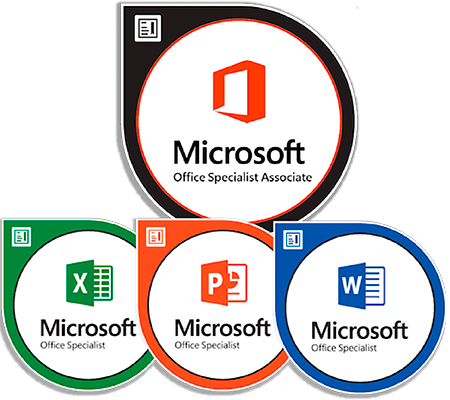 Microsoft
Office Specialist Associate
X
Microsoft
Office Specialist
P
Microsoft
Office Specialist
W
Microsoft
Office Specialist